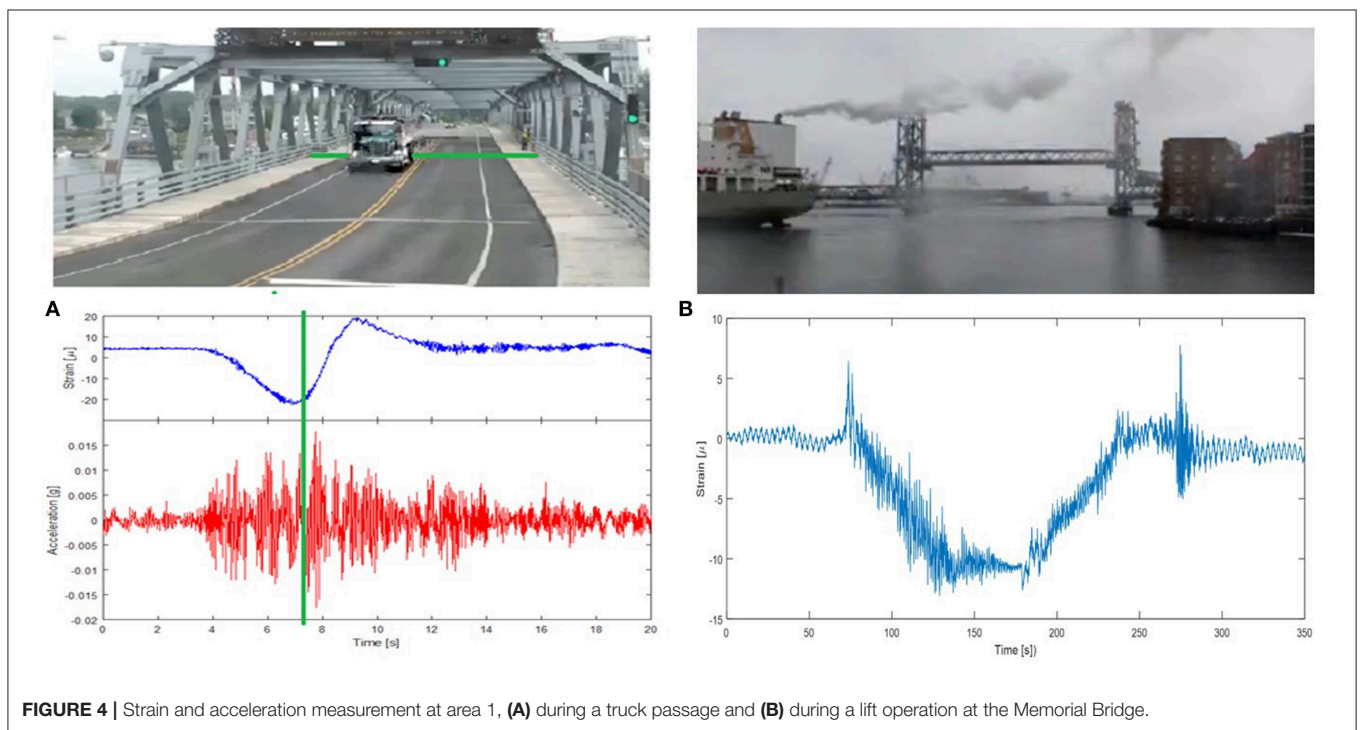 A
20
10
0
-20
Strain [µ]
0.015
0.01
0.005
0
-0.005
-0.01
-0.015
-0.02
Acceleration [g]
0 2 4 6 8 10 12 14 16 18 20
Time [s]
B
10
5
0
-5
-10
-15
Strain [µ]
0 50 100 150 200 250 300 350
Time [s])
FIGURE 4 | Strain and acceleration measurement at area 1, (A) during a truck passage and (B) during a lift operation at the Memorial Bridge.